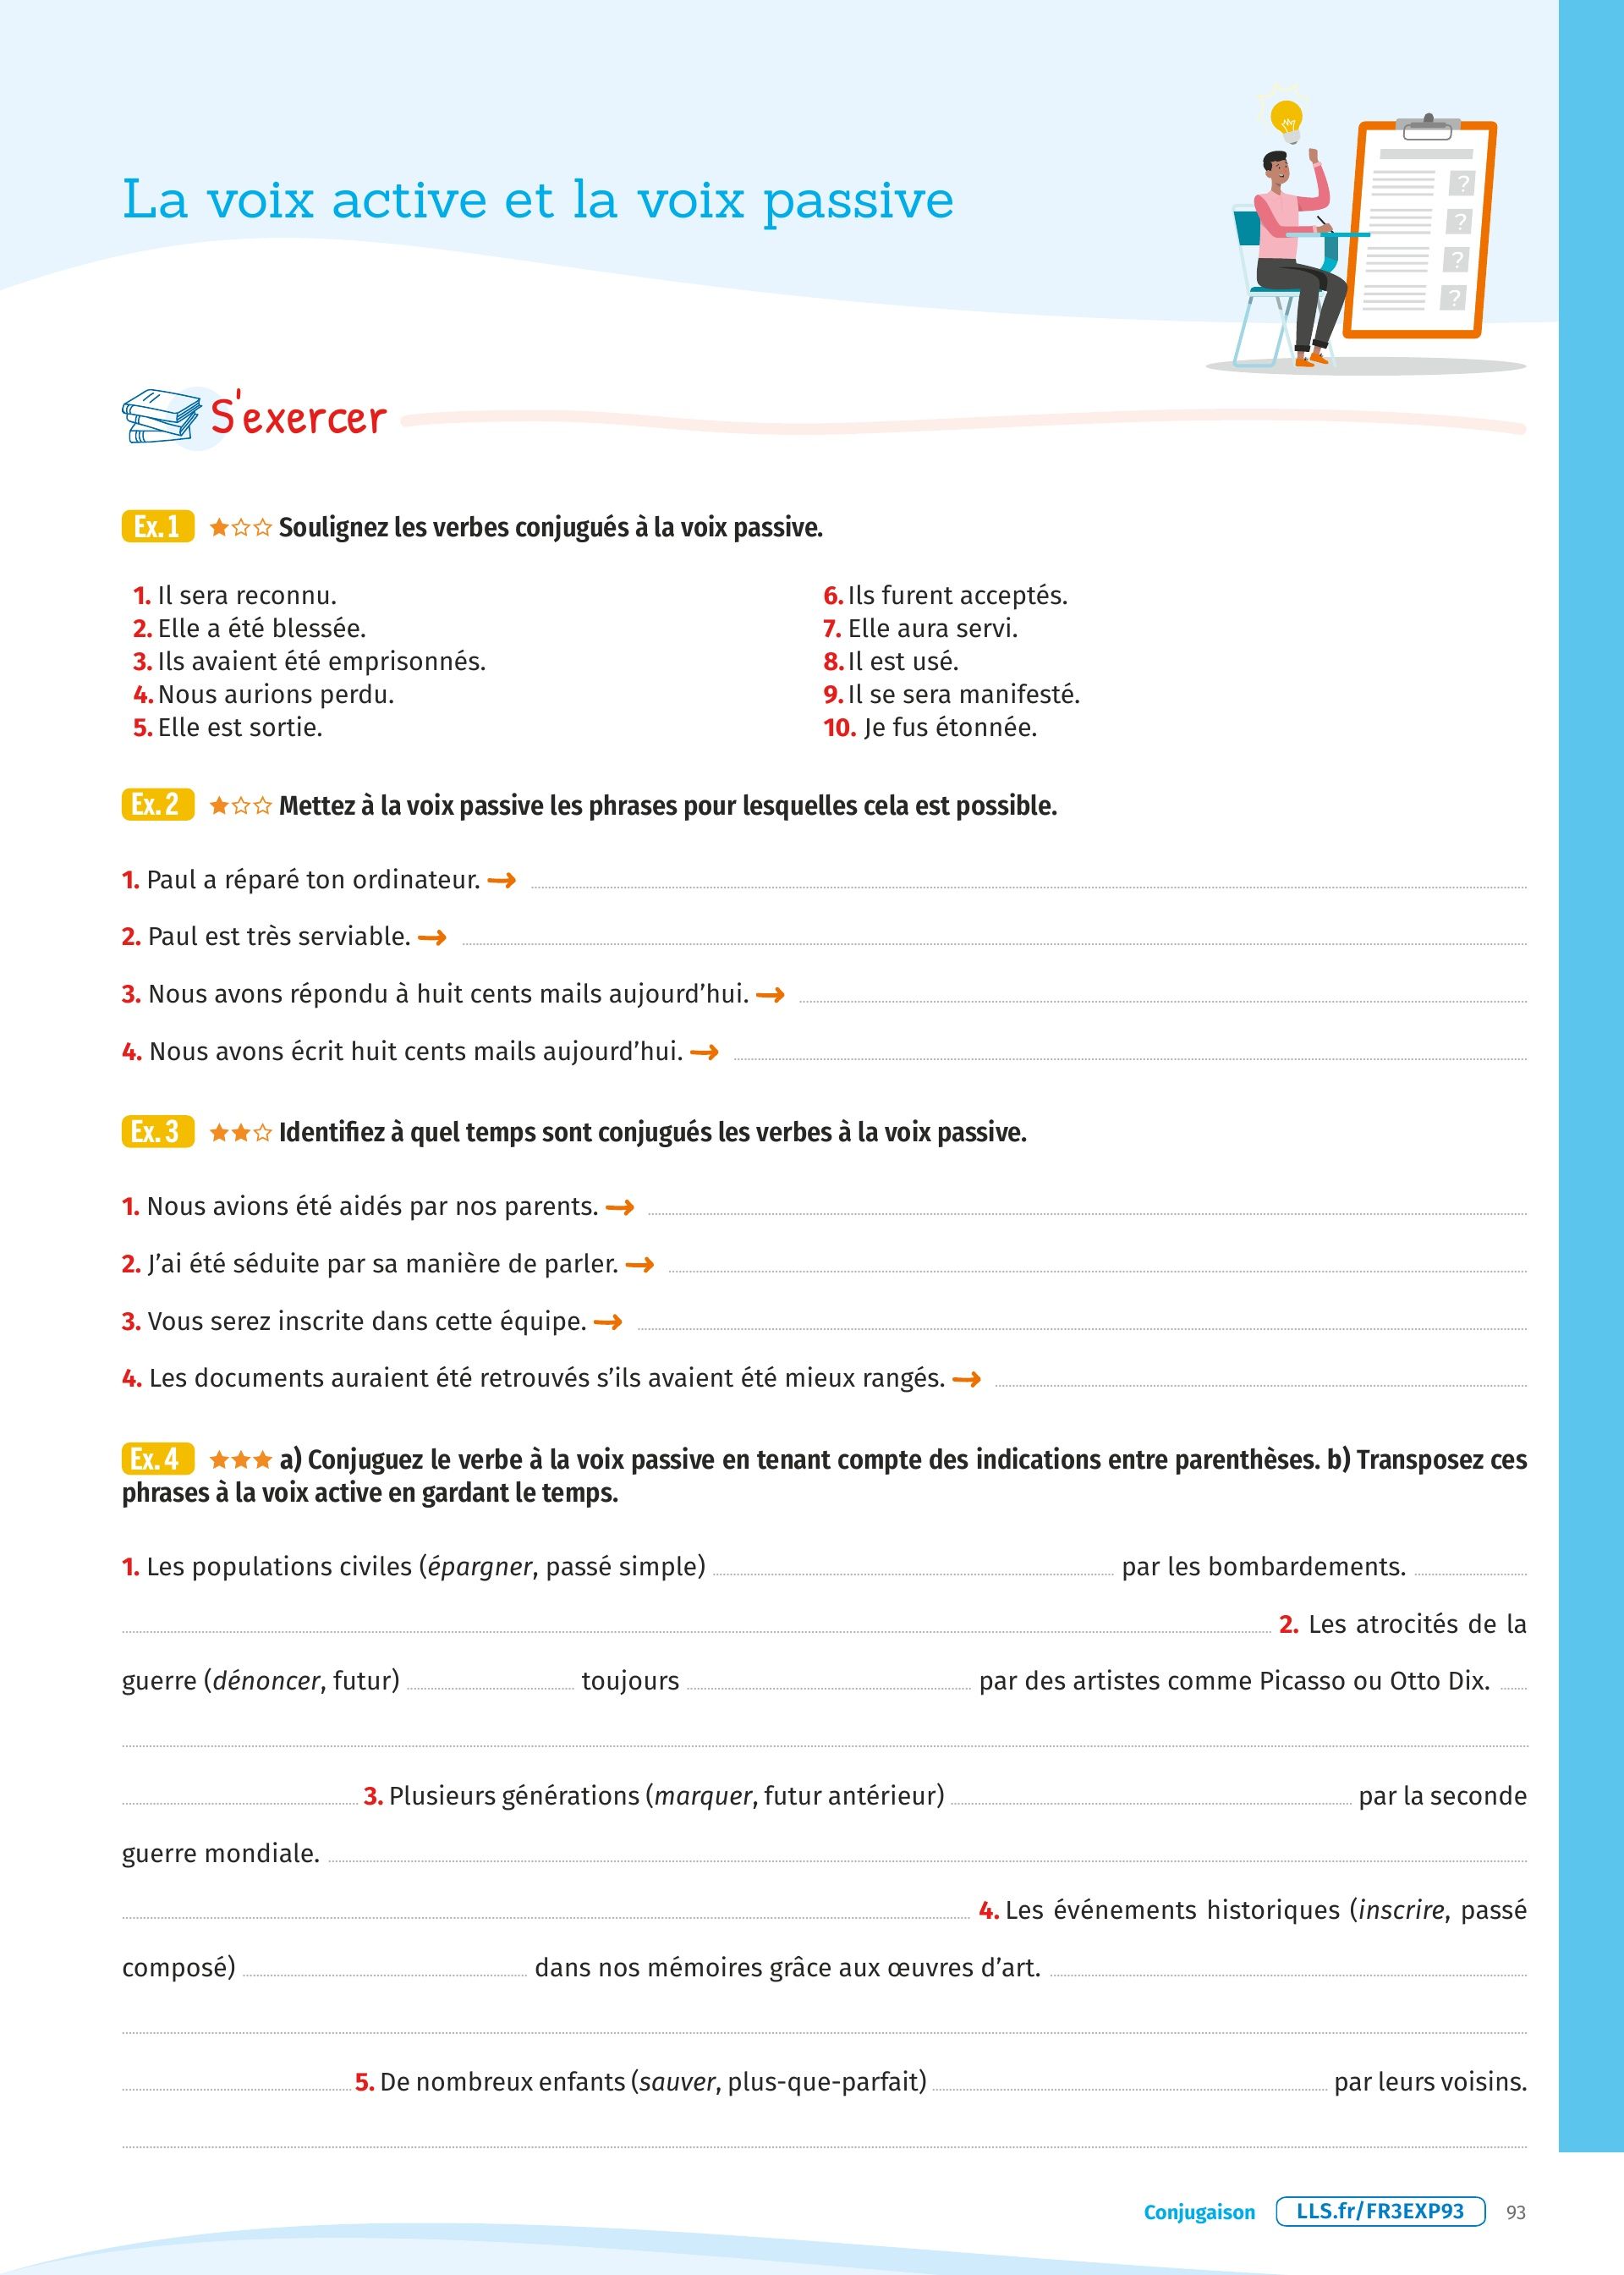 La voix active et la voix passive
? 
?
?
?
S'exercer
Ex. 1 Soulignez les verbes conjugués à la voix passive.
1. Il sera reconnu.
2. Elle a été blessée.
3. Ils avaient été emprisonnés.
4. Nous aurions perdu.
5. Elle est sortie.
6. Ils furent acceptés.
7. Elle aura servi.
8. Il est usé.
9. Il se sera manifesté.
10. Je fus étonnée.
Ex. 2 Mettez à la voix passive les phrases pour lesquelles cela est possible.
1. Paul a réparé ton ordinateur. →
2. Paul est très serviable. →
3. Nous avons répondu à huit cents mails aujourd’hui. →
4. Nous avons écrit huit cents mails aujourd’hui. →
Ex. 3 Identifiez à quel temps sont conjugués les verbes à la voix passive.
1. Nous avions été aidés par nos parents. →
2. J’ai été séduite par sa manière de parler. →
3. Vous serez inscrite dans cette équipe. →
4. Les documents auraient été retrouvés s’ils avaient été mieux rangés. →
Ex. 4 a) Conjuguez le verbe à la voix passive en tenant compte des indications entre parenthèses. b) Transposez ces
phrases à la voix active en gardant le temps.
1. Les populations civiles (épargner, passé simple) par les bombardements.
2. Les atrocités de la
guerre (dénoncer, futur) toujours par des artistes comme Picasso ou Otto Dix.
3. Plusieurs générations (marquer, futur antérieur) par la seconde
guerre mondiale.
4. Les événements historiques (inscrire, passé
composé) dans nos mémoires grâce aux œuvres d’art.
5. De nombreux enfants (sauver, plus-que-parfait) par leurs voisins.
Conjugaison LLS.fr/FR3EXP93 93